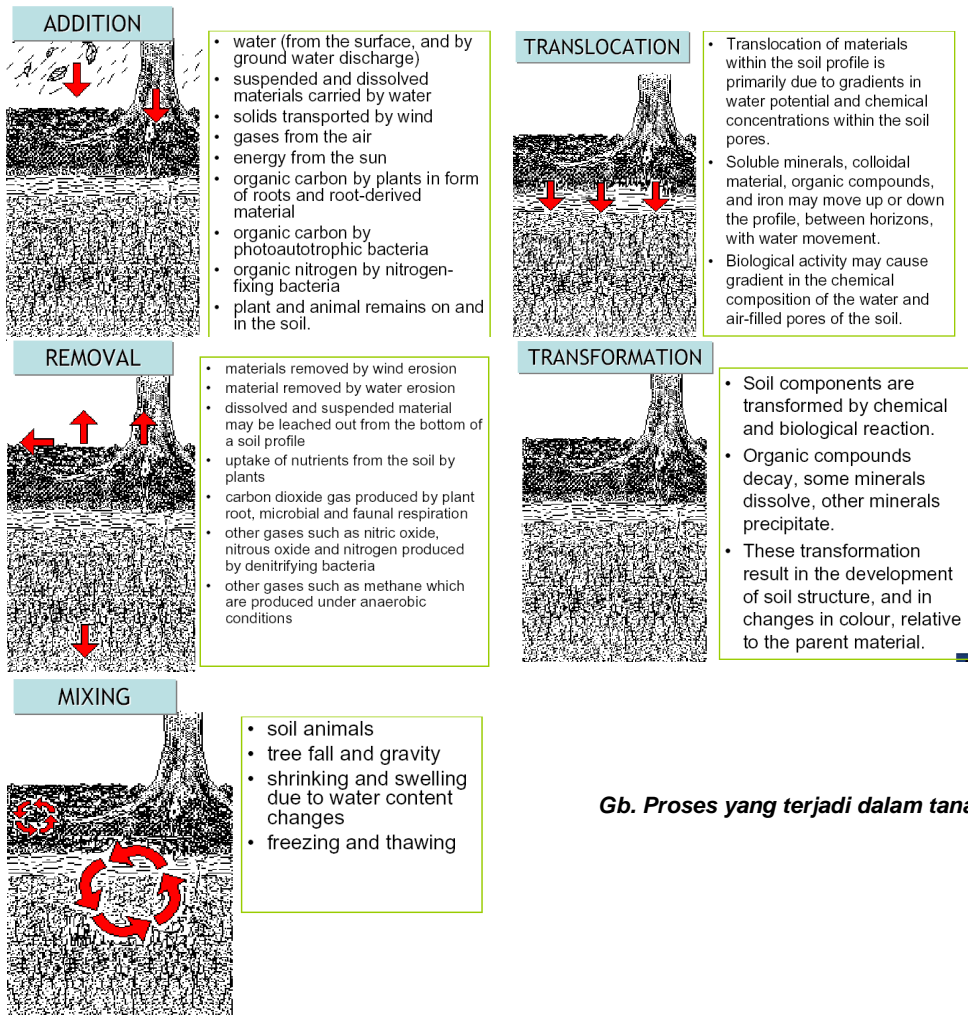 ADDITION
• water (from the surface, and by
ground water discharge)
• suspended and dissolved
materials carried by water
• solids transported by wind
• gases from the air
• energy from the sun
• organic carbon by plants in form
of roots and root-derived
material
• organic carbon by
photoautotrophic bacteria
• organic nitrogen by nitrogen-
fixing bacteria
• plant and animal remains on and
in the soil.
TRANSLOCATION
• Translocation of materials
within the soil profile is
primarily due to gradients in
water potential and chemical
concentrations within the soil
pores.
• Soluble minerals, colloidal
material, organic compounds,
and iron may move up or down
the profile, between horizons,
with water movement.
• Biological activity may cause
gradient in the chemical
composition of the water and
air-filled pores of the soil.
REMOVAL
• materials removed by wind erosion
• material removed by water erosion
• dissolved and suspended material
may be leached out from the bottom of
a soil profile
• uptake of nutrients from the soil by
plants
• carbon dioxide gas produced by plant
root, microbial and faunal respiration
• other gases such as nitric oxide,
nitrous oxide and nitrogen produced
by denitrifying bacteria
• other gases such as methane which
are produced under anaerobic
conditions
TRANSFORMATION
• Soil components are
transformed by chemical
and biological reaction.
• Organic compounds
decay, some minerals
dissolve, other minerals
precipitate.
• These transformation
result in the development
of soil structure, and in
changes in colour, relative
to the parent material.
MIXING
• soil animals
• tree fall and gravity
• shrinking and swelling
due to water content
changes
• freezing and thawing
Gb. Proses yang terjadi dalam tana